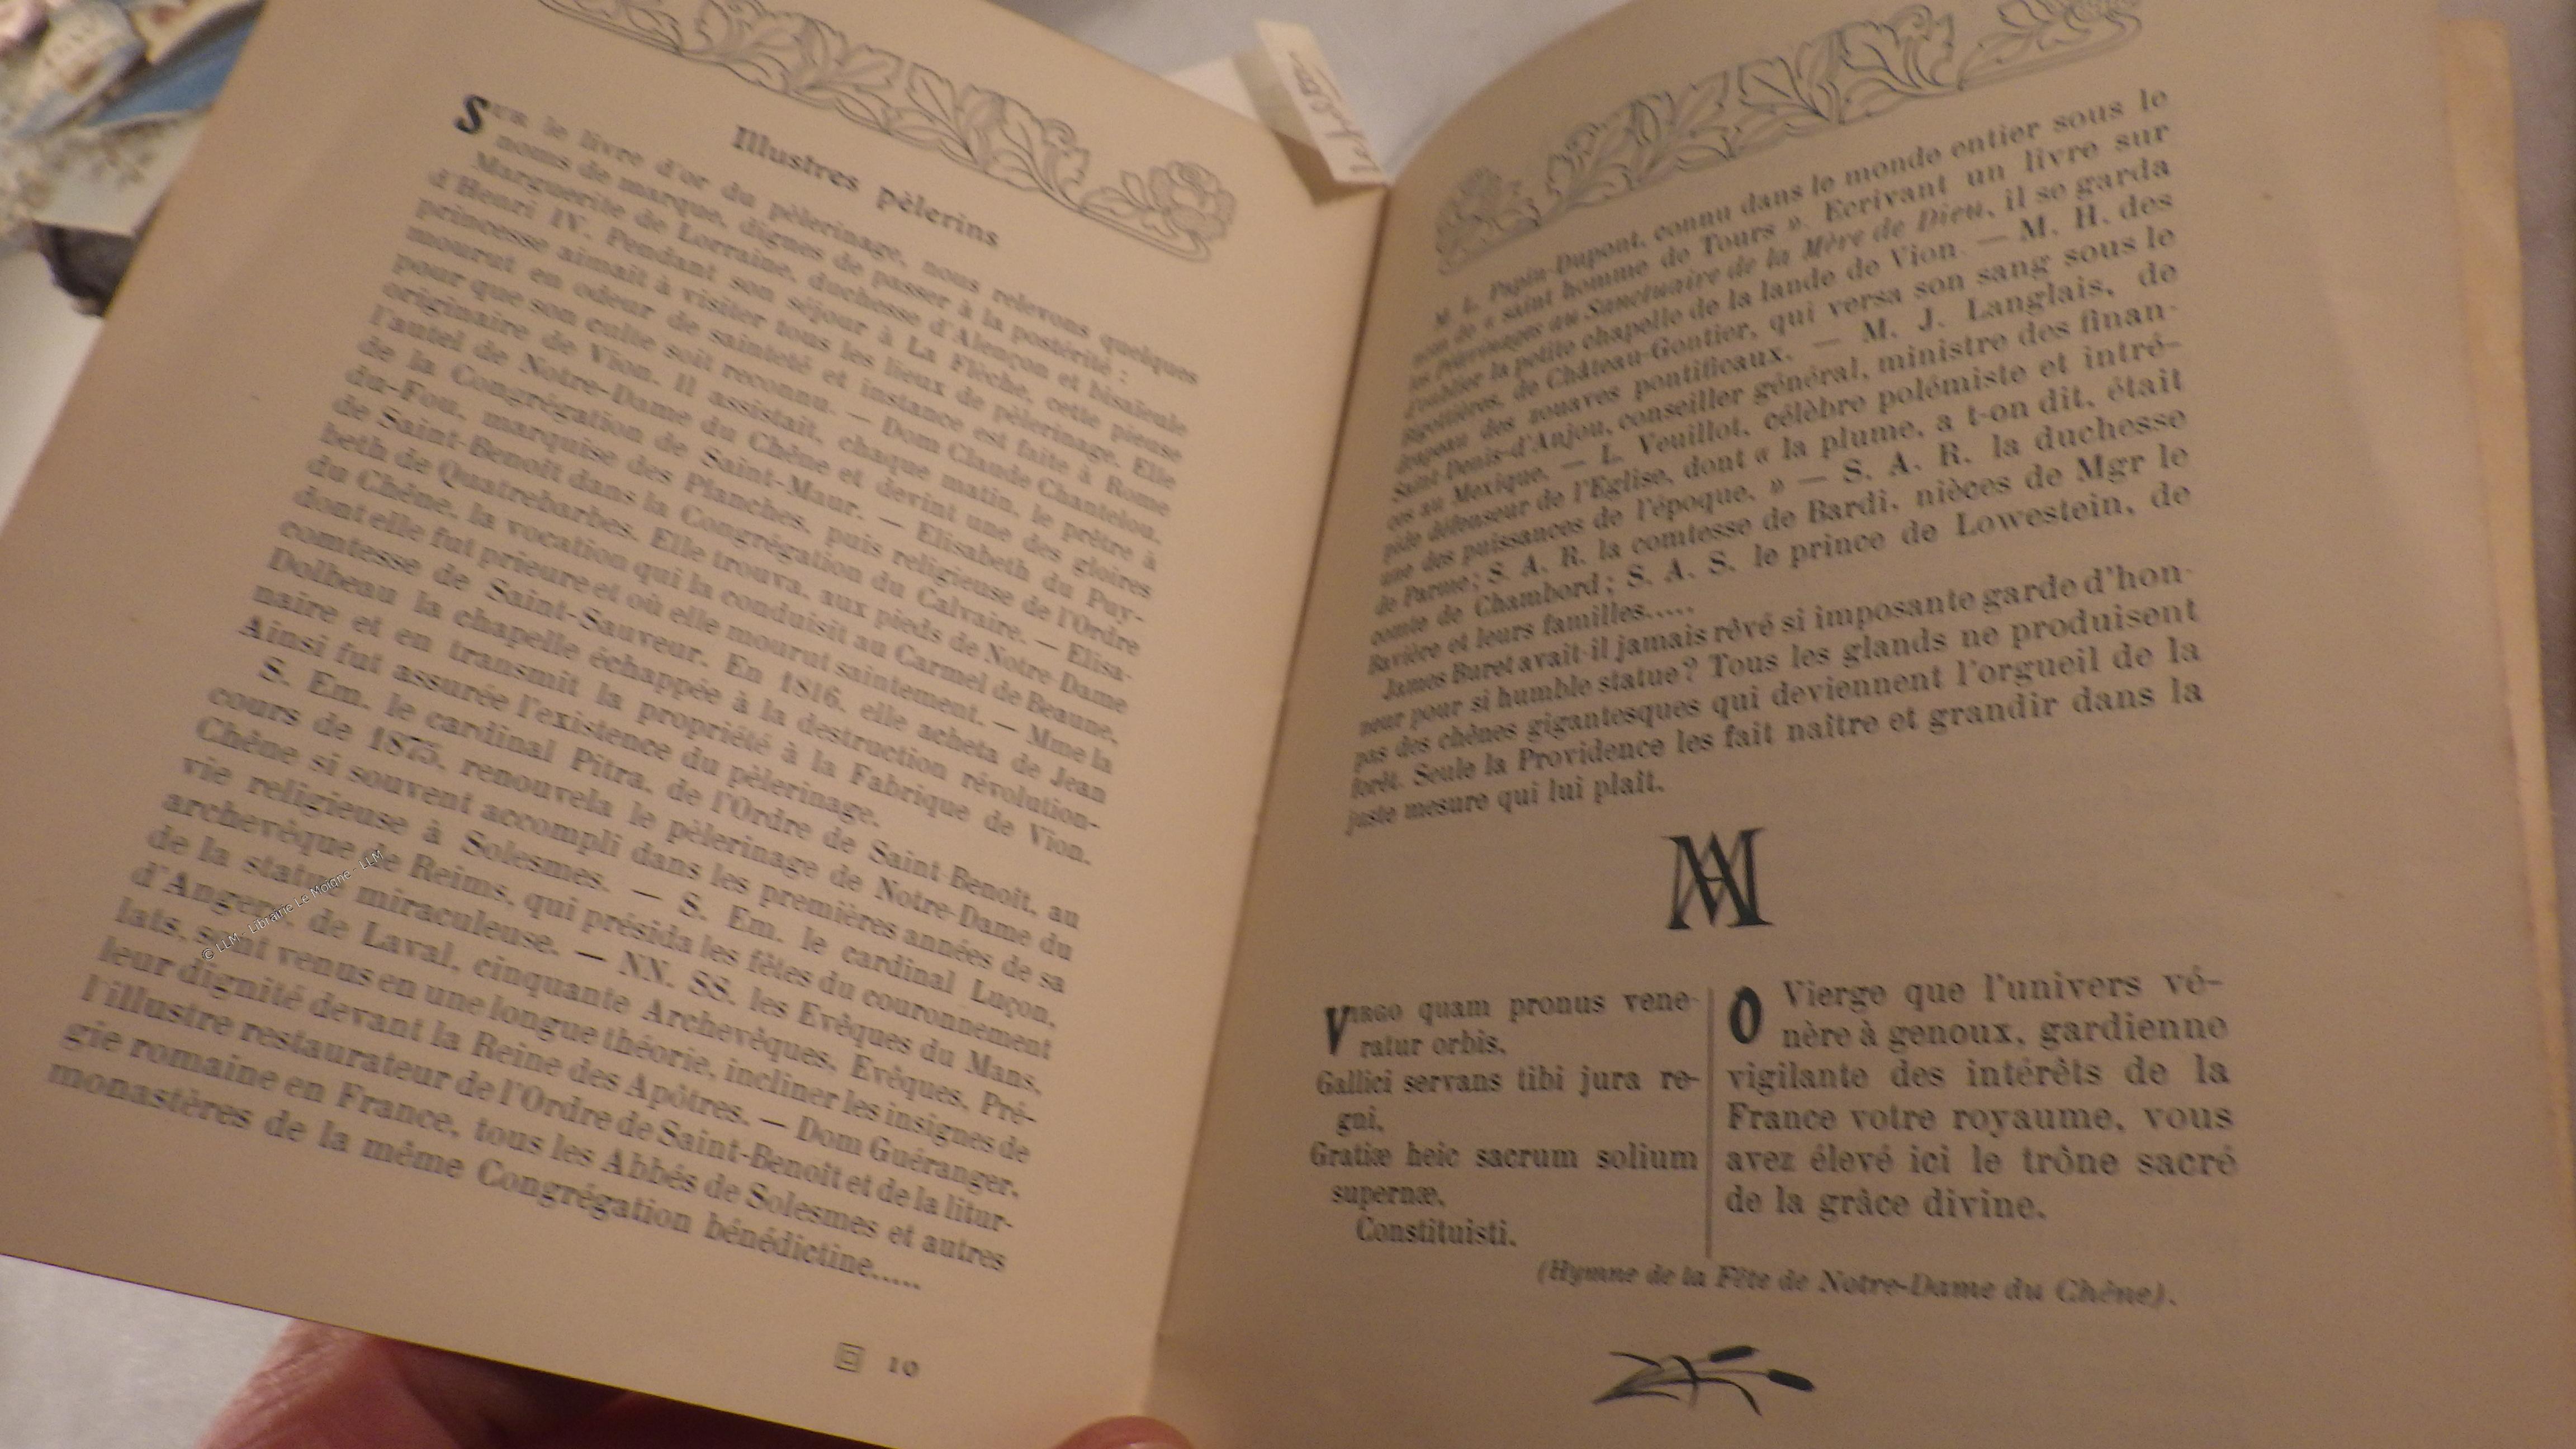 Illustres pèlerins
SUR le livre d'or du pèlerinage, nous relevons quelques
noms de marque, dignes de passer à la postérité :
Marguerite de Lorraine, duchesse d'Alençon et bisaïeule
d'Henri IV. Pendant son séjour à La Flèche, cette pieuse
princesse aimait à visiter tous les lieux de pèlerinage. Elle
mourut en odeur de sainteté et instance est faite à Rome
pour que son culte soit reconnu. — Dom Claude Chantelou,
originaire de Vion. Il assistait, chaque matin, le prêtre à
l'autel de Notre-Dame du Chêne et devint une des gloires
de la Congrégation de Saint-Maur. — Elisabeth du Puy-
du-Fou, marquise des Planches, puis religieuse de l'Ordre
de Saint-Benoît dans la Congrégation du Calvaire. — Elisa-
beth de Quatrebarbes. Elle trouva, aux pieds de Notre-Dame
du Chêne, la vocation qui la conduisit au Carmel de Beaune,
dont elle fut prieure et où elle mourut saintement. — Mme la
comtesse de Saint-Sauveur. En 1816, elle acheta de Jean
Dolbeau la chapelle échappée à la destruction révolution-
naire et en transmit la propriété à la Fabrique de Vion.
Ainsi fut assurée l'existence du pèlerinage.
S. Em. le cardinal Pitra, de l'Ordre de Saint-Benoît, au
cours de 1875, renouvela le pèlerinage de Notre-Dame du
Chêne si souvent accompli dans les premières années de sa
vie religieuse à Solesmes. — S. Em. le cardinal Luçon,
archevêque de Reims, qui présida les fêtes du couronnement
de la statue miraculeuse. — NN. SS. les Evêques du Mans,
d'Angers, de Laval, cinquante Archevêques, Evêques, Pré-
lats, sont venus en une longue théorie, incliner les insignes de
leur dignité devant la Reine des Apôtres. — Dom Guéranger,
l'illustre restaurateur de l'Ordre de Saint-Benoît et de la litur-
gie romaine en France, tous les Abbés de Solesmes et autres
monastères de la même Congrégation bénédictine.....
10
© LLM - Librairie Le Moigne - LLM
M. L. Papin-Dupont, connu dans le monde entier sous le
nom de « saint homme de Tours ». Ecrivant un livre sur
les Pèlerinages au Sanctuaire de la Mère de Dieu, il se garda
d'oublier la petite chapelle de la lande de Vion. — M. H. des
Bigottières, de Château-Gontier, qui versa son sang sous le
drapeau des zouaves pontificaux. — M. J. Langlais, de
Saint-Denis-d'Anjou, conseiller général, ministre des finan-
ces au Mexique. — L. Veuillot, célèbre polémiste et intré-
pide défenseur de l'Eglise, dont « la plume, a t-on dit, était
une des puissances de l'époque. » — S. A. R. la duchesse
de Parme; S. A. R. la comtesse de Bardi, nièces de Mgr le
comte de Chambord; S. A. S. le prince de Lowestein, de
Bavière et leurs familles.....
James Buret avait-il jamais rêvé si imposante garde d'hon-
neur pour si humble statue? Tous les glands ne produisent
pas des chênes gigantesques qui deviennent l'orgueil de la
forêt. Seule la Providence les fait naître et grandir dans la
juste mesure qui lui plaît.
VIRGO quam pronus vene-
ratur orbis,
Gallici servans tibi jura re-
gni,
Gratiæ heic sacrum solium
supernæ,
Constituisti.
O Vierge que l'univers vé-
nère à genoux, gardienne
vigilante des intérêts de la
France votre royaume, vous
avez élevé ici le trône sacré
de la grâce divine.
(Hymne de la Fête de Notre-Dame du Chêne).